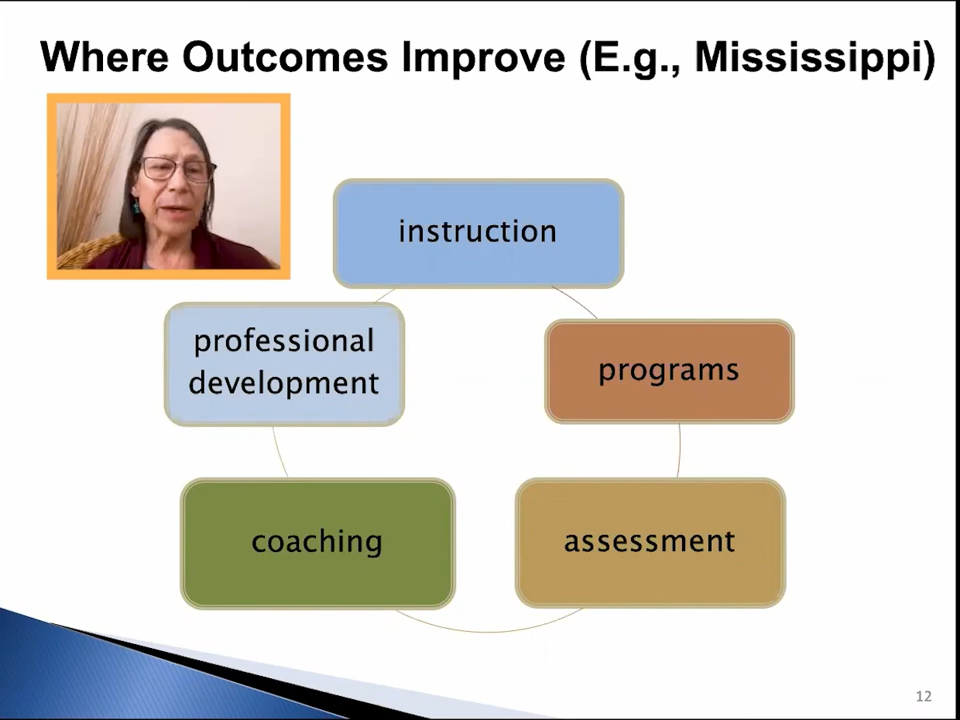 Where Outcomes Improve (E.g., Mississippi)
instruction
professional
development
programs
coaching
assessment
12